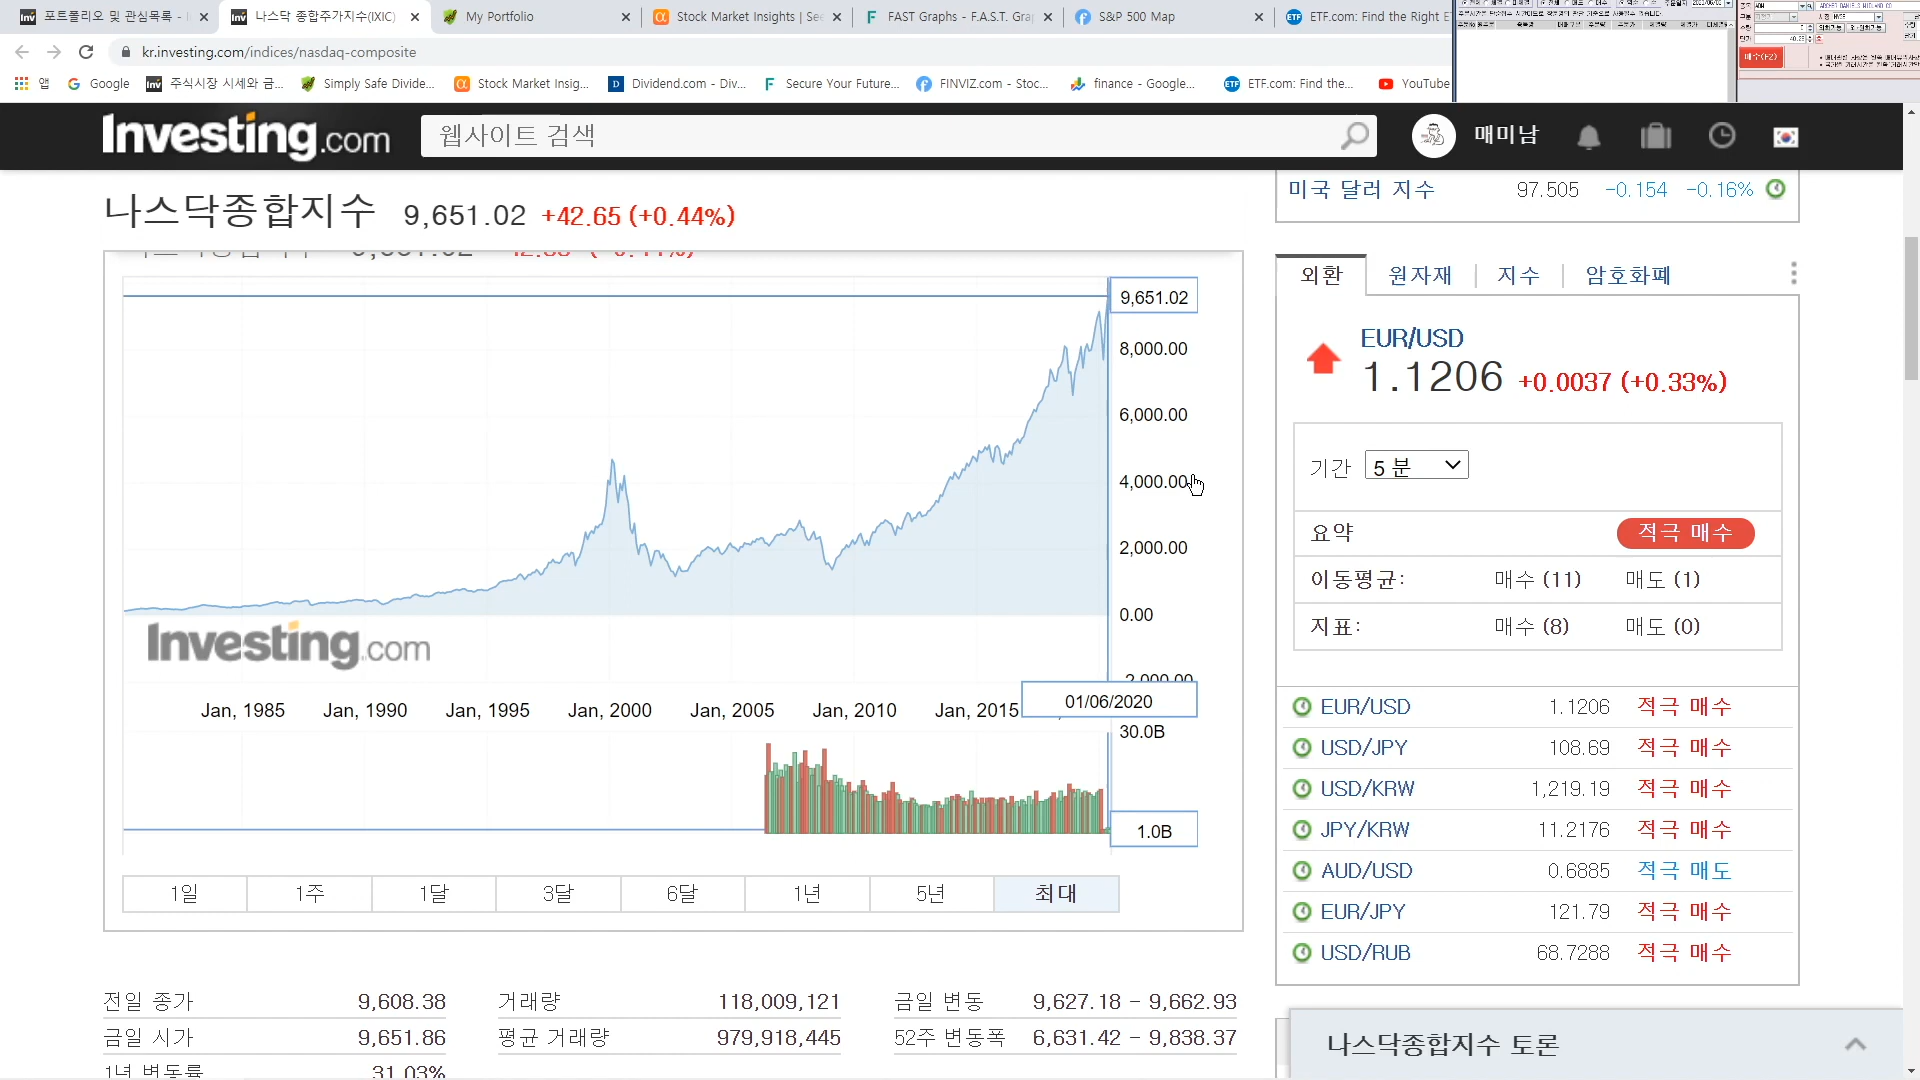 포트폴리오 및 관심목록 -
나스닥 종합주가지수(IXIC)
My Portfolio
Stock Market Insights | See
FAST Graphs - F.A.S.T. Gra
S&P 500 Map
ETF.com: Find the Right E
kr.investing.com/indices/nasdaq-composite
앱
Google
주식시장 시세와 금...
Simply Safe Divide...
Stock Market Insig...
Dividend.com - Div...
Secure Your Future...
FINVIZ.com - Stoc...
finance - Google...
ETF.com: Find the...
YouTube
매수(F2)
Investing.com
웹사이트 검색
매미남
나스닥종합지수 9,651.02 +42.65 (+0.44%)
미국 달러 지수 97.505 -0.154 -0.16%
외환 원자재 지수 암호화폐
EUR/USD
1.1206 +0.0037 (+0.33%)
기간 5 분
요약 적극 매수
이동평균: 매수 (11) 매도 (1)
지표: 매수 (8) 매도 (0)
EUR/USD 1.1206 적극 매수
USD/JPY 108.69 적극 매수
USD/KRW 1,219.19 적극 매수
JPY/KRW 11.2176 적극 매수
AUD/USD 0.6885 적극 매도
EUR/JPY 121.79 적극 매수
USD/RUB 68.7288 적극 매수
9,651.02
8,000.00
6,000.00
4,000.00
2,000.00
0.00
Investing.com
Jan, 1985
Jan, 1990
Jan, 1995
Jan, 2000
Jan, 2005
Jan, 2010
Jan, 2015
01/06/2020
30.0B
1.0B
1일 1주 1달 3달 6달 1년 5년 최대
전일 종가 9,608.38
거래량 118,009,121
금일 변동 9,627.18 - 9,662.93
금일 시가 9,651.86
평균 거래량 979,918,445
52주 변동폭 6,631.42 - 9,838.37
1년 변동률 31.03%
나스닥종합지수 토론